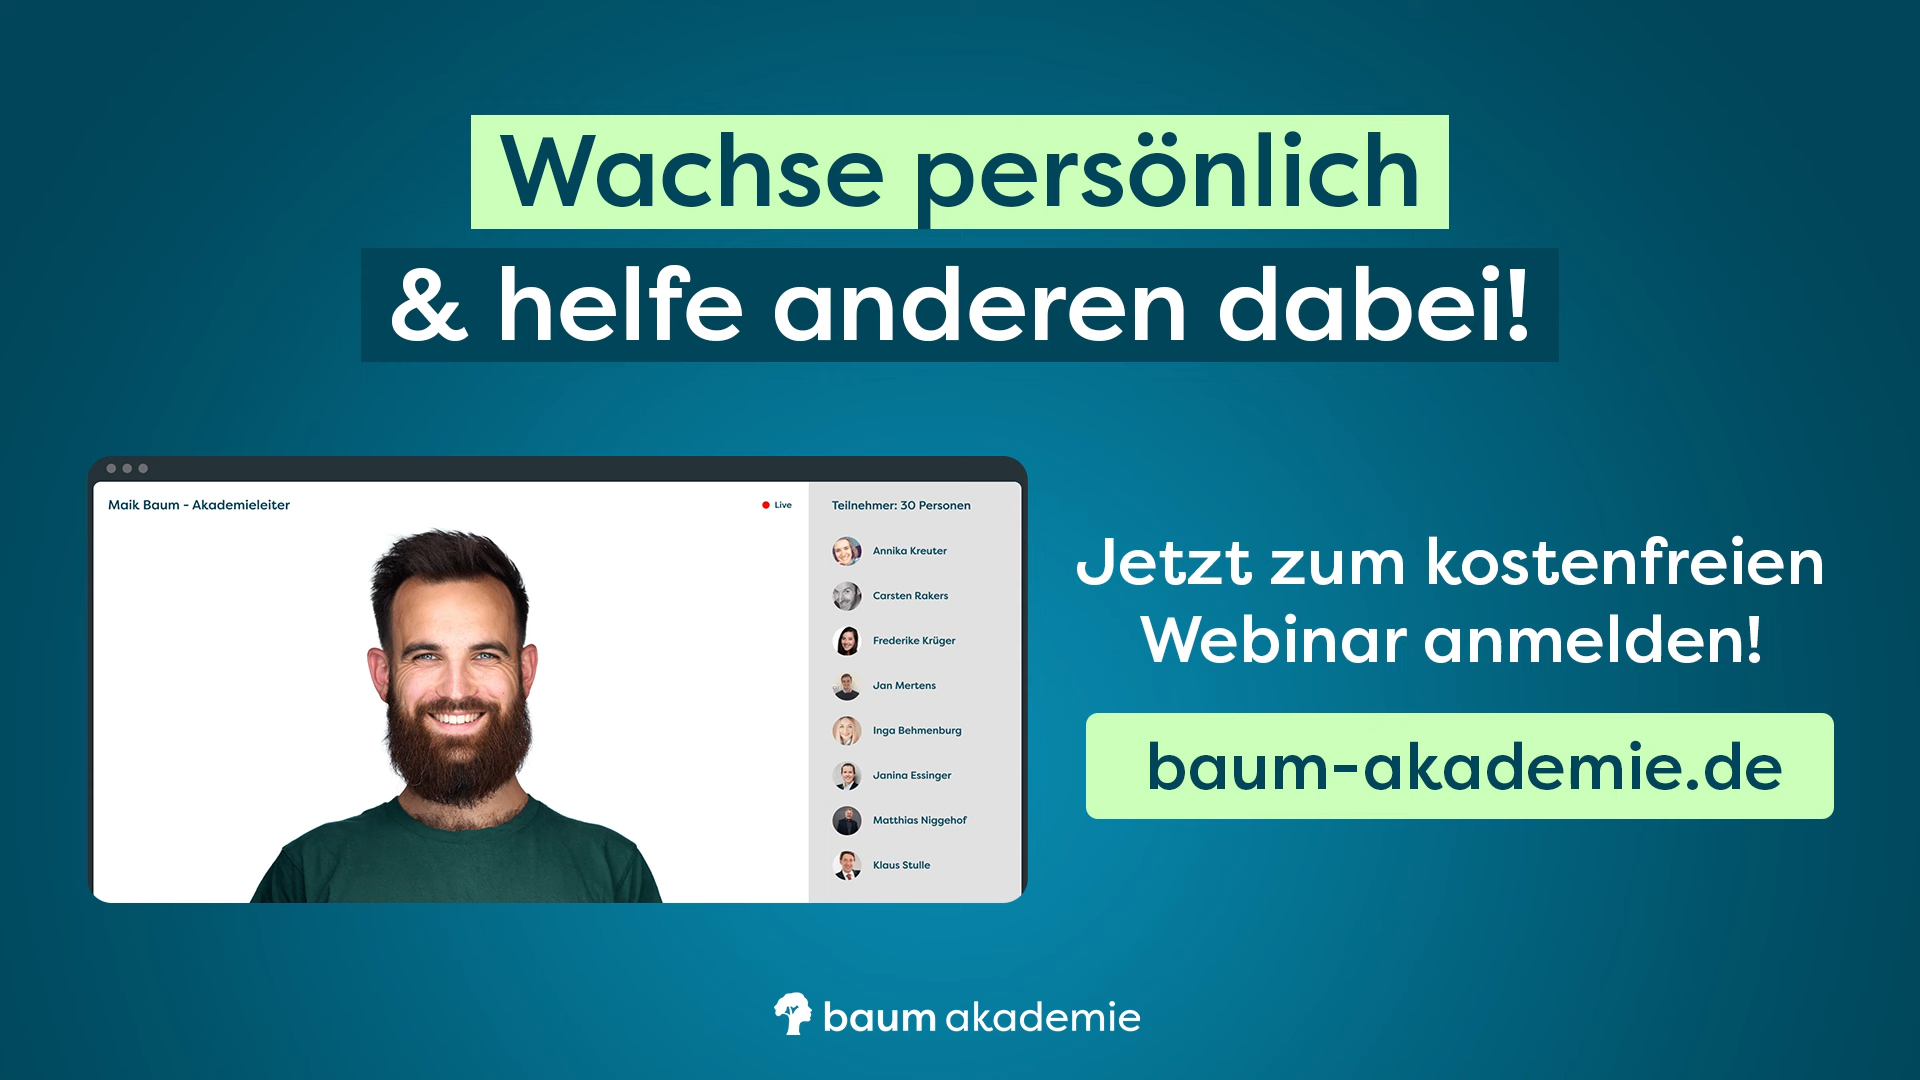 Wachse persönlich
& helfe anderen dabei!
Maik Baum - Akademieleiter
Live
Teilnehmer: 30 Personen
Annika Kreuter
Carsten Rakers
Frederike Krüger
Jan Mertens
Inga Behmenburg
Janina Essinger
Matthias Niggehof
Klaus Stulle
Jetzt zum kostenfreien
Webinar anmelden!
baum-akademie.de
baum akademie